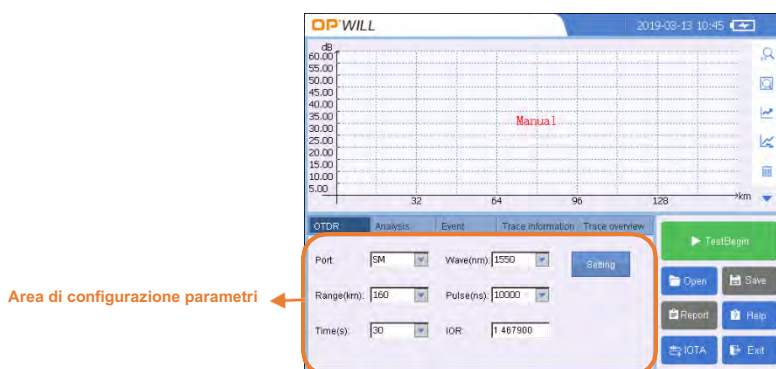 OP'WILL
2019-03-13 10:45
dB
60.00
55.00
50.00
45.00
40.00
35.00
30.00
25.00
20.00
15.00
10.00
5.00
Manual
32 64 96 128 km
OTDR Analysis Event Trace information Trace overview
Port: SM Wave(nm): 1550 Setting
Range(km): 160 Pulse(ns): 10000
Time(s): 30 IOR: 1.467900
TestBegin
Open Save
Report Help
IOTA Exit
Area di configurazione parametri